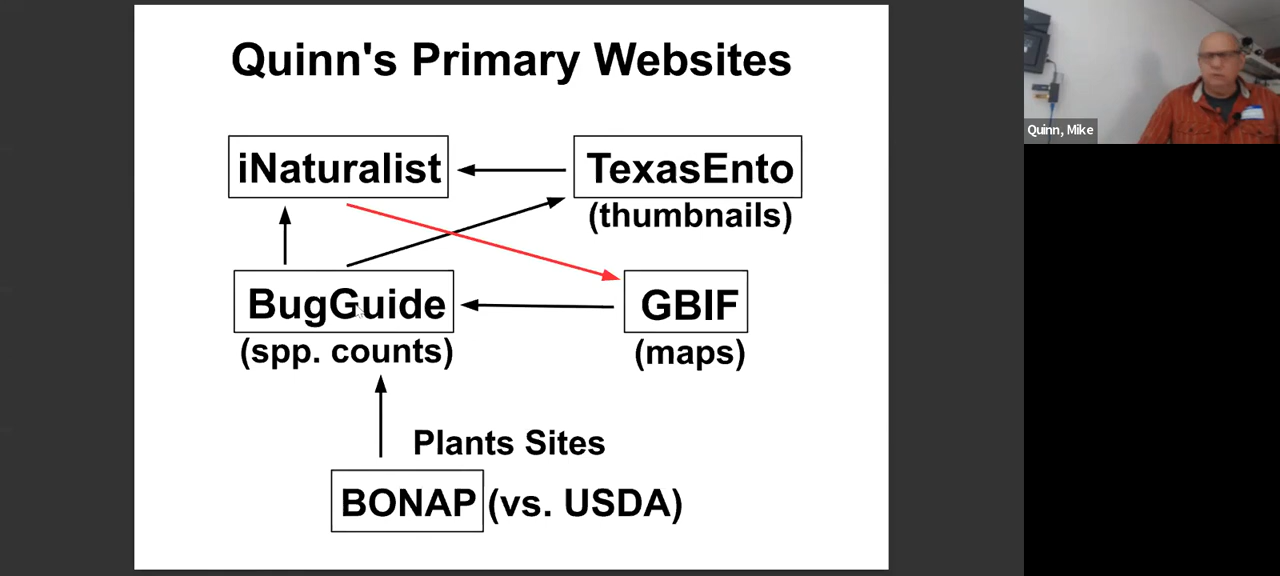 Quinn's Primary Websites
iNaturalist
TexasEnto
(thumbnails)
BugGuide
(spp. counts)
GBIF
(maps)
Plants Sites
BONAP (vs. USDA)
Quinn, Mike